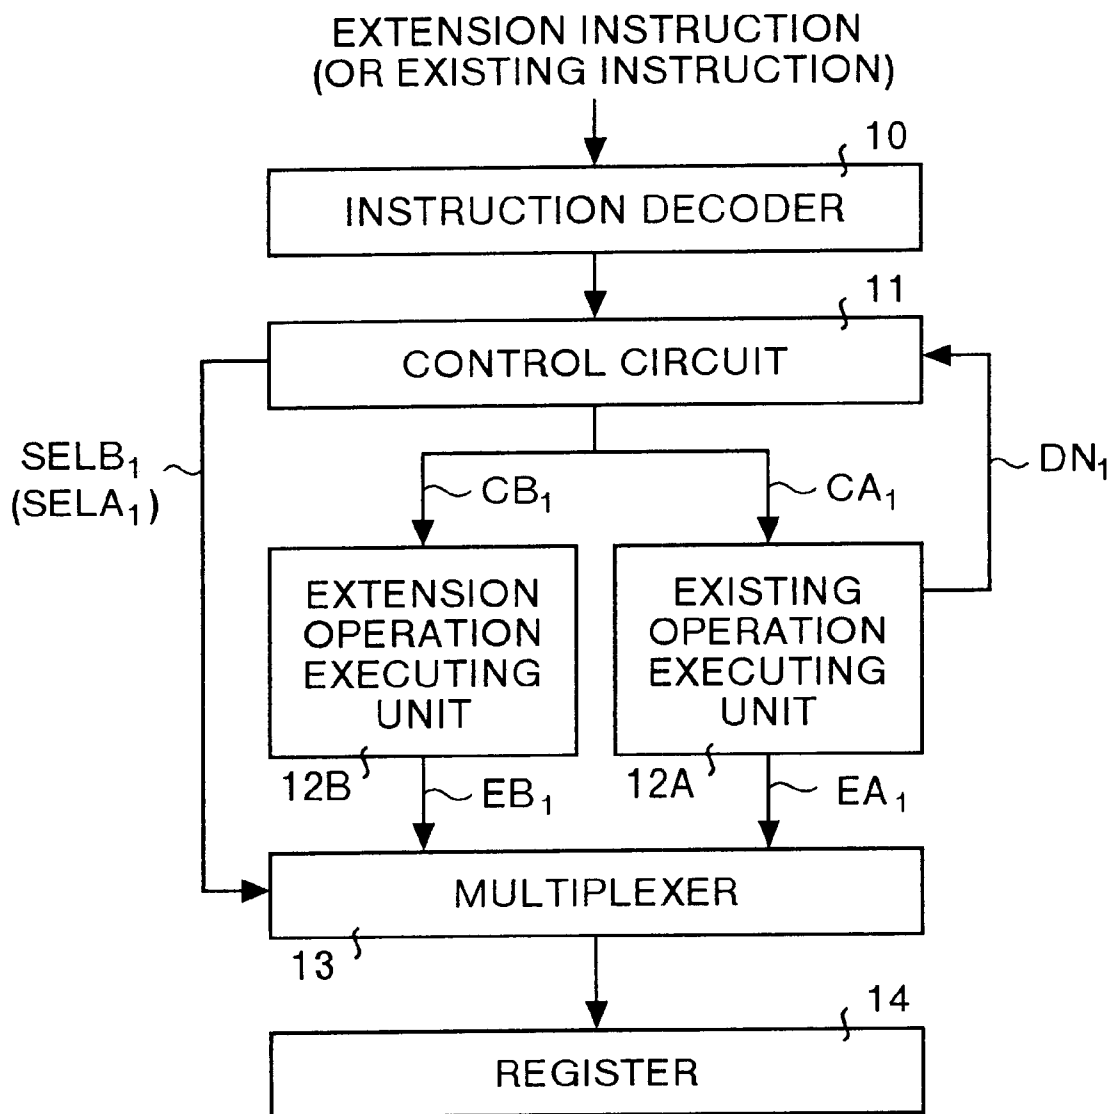 EXTENSION INSTRUCTION
(OR EXISTING INSTRUCTION)
10
INSTRUCTION DECODER
11
CONTROL CIRCUIT
SELB₁
(SELA₁)
DN₁
CB₁
CA₁
EXTENSION
OPERATION
EXECUTING
UNIT
EXISTING
OPERATION
EXECUTING
UNIT
12B
EB₁
12A
EA₁
MULTIPLEXER
13
14
REGISTER